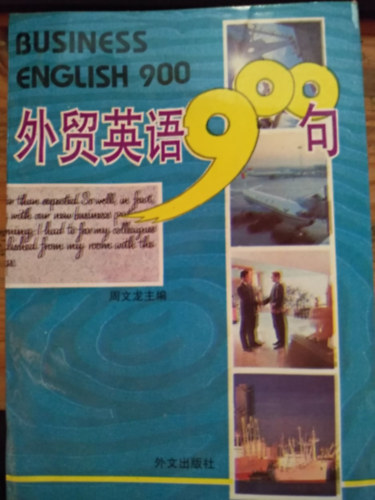 BUSINESS
ENGLISH 900
外贸英语900句
than expected. So well, in fact,
with our new business
I had to for my colleagues
from my room with the
周文龙主编
外文出版社